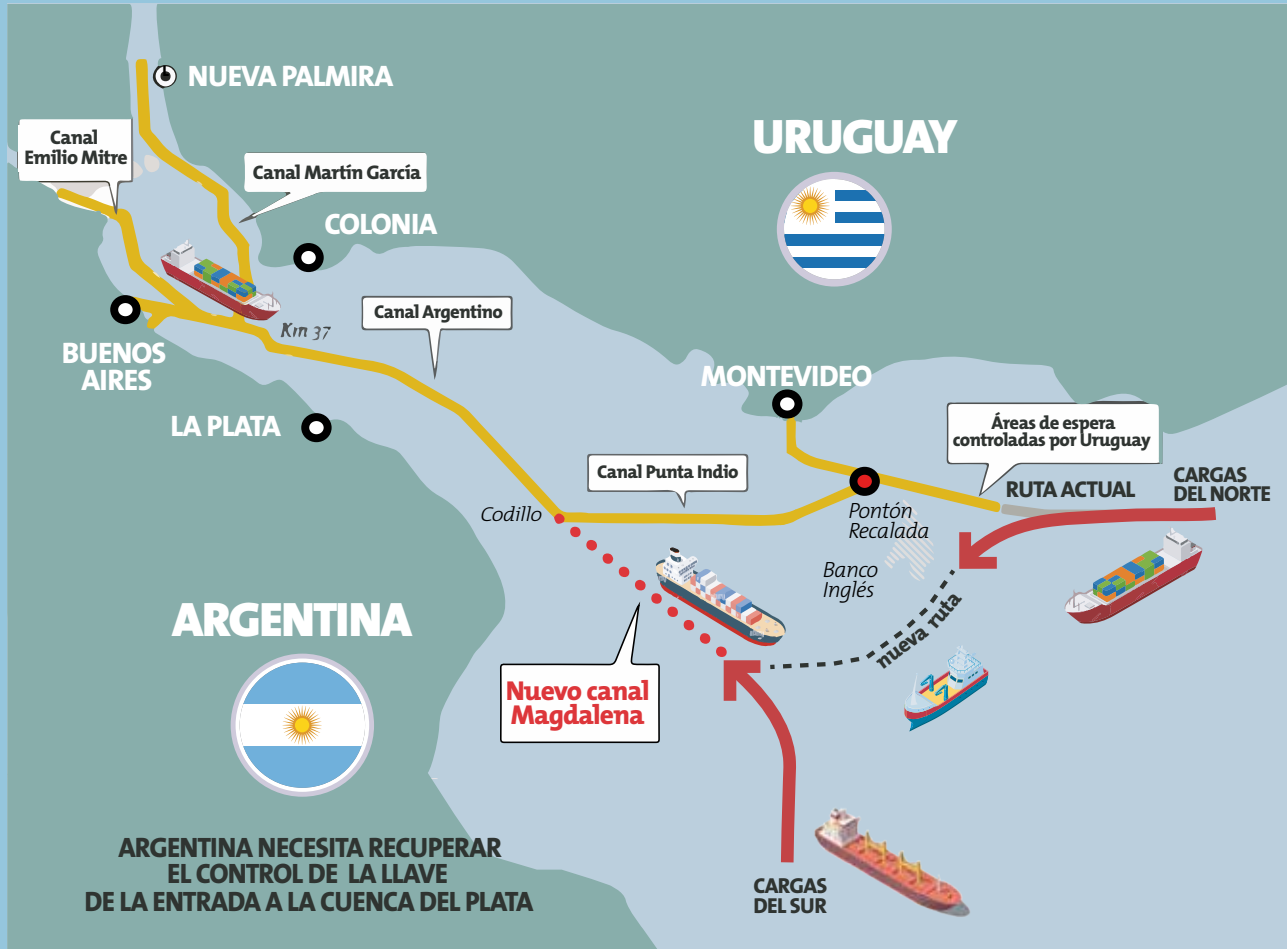 NUEVA PALMIRA
Canal
Emilio Mitre
Canal Martín García
COLONIA
URUGUAY
Canal Argentino
Km 37
BUENOS
AIRES
LA PLATA
MONTEVIDEO
Áreas de espera
controladas por Uruguay
Canal Punta Indio
RUTA ACTUAL
CARGAS
DEL NORTE
Codillo
Pontón
Recalada
Banco
Inglés
nueva ruta
ARGENTINA
Nuevo canal
Magdalena
ARGENTINA NECESITA RECUPERAR
EL CONTROL DE LA LLAVE
DE LA ENTRADA A LA CUENCA DEL PLATA
CARGAS
DEL SUR